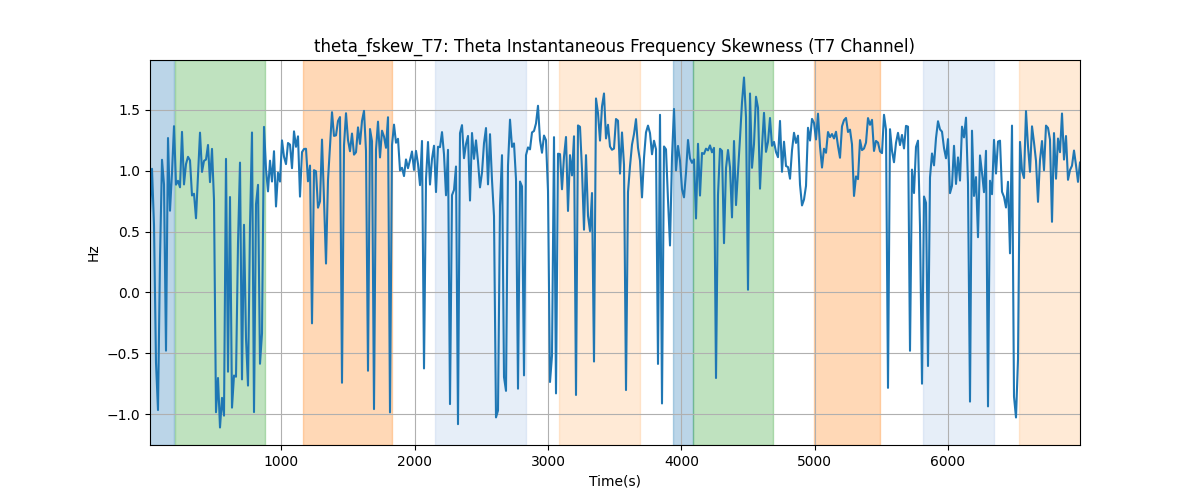 theta_fskew_T7: Theta Instantaneous Frequency Skewness (T7 Channel)
1.5
1.0
0.5
0.0
−0.5
−1.0
Hz
1000 2000 3000 4000 5000 6000
Time(s)